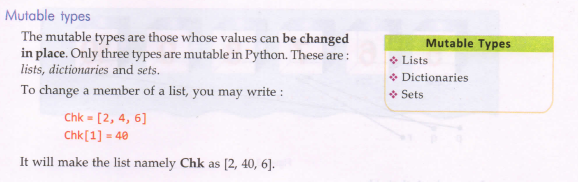 Mutable types
The mutable types are those whose values can be changed
in place. Only three types are mutable in Python. These are :
lists, dictionaries and sets.
To change a member of a list, you may write :
Chk = [2, 4, 6]
Chk[1] = 40
It will make the list namely Chk as [2, 40, 6].
Mutable Types
❖ Lists
❖ Dictionaries
❖ Sets